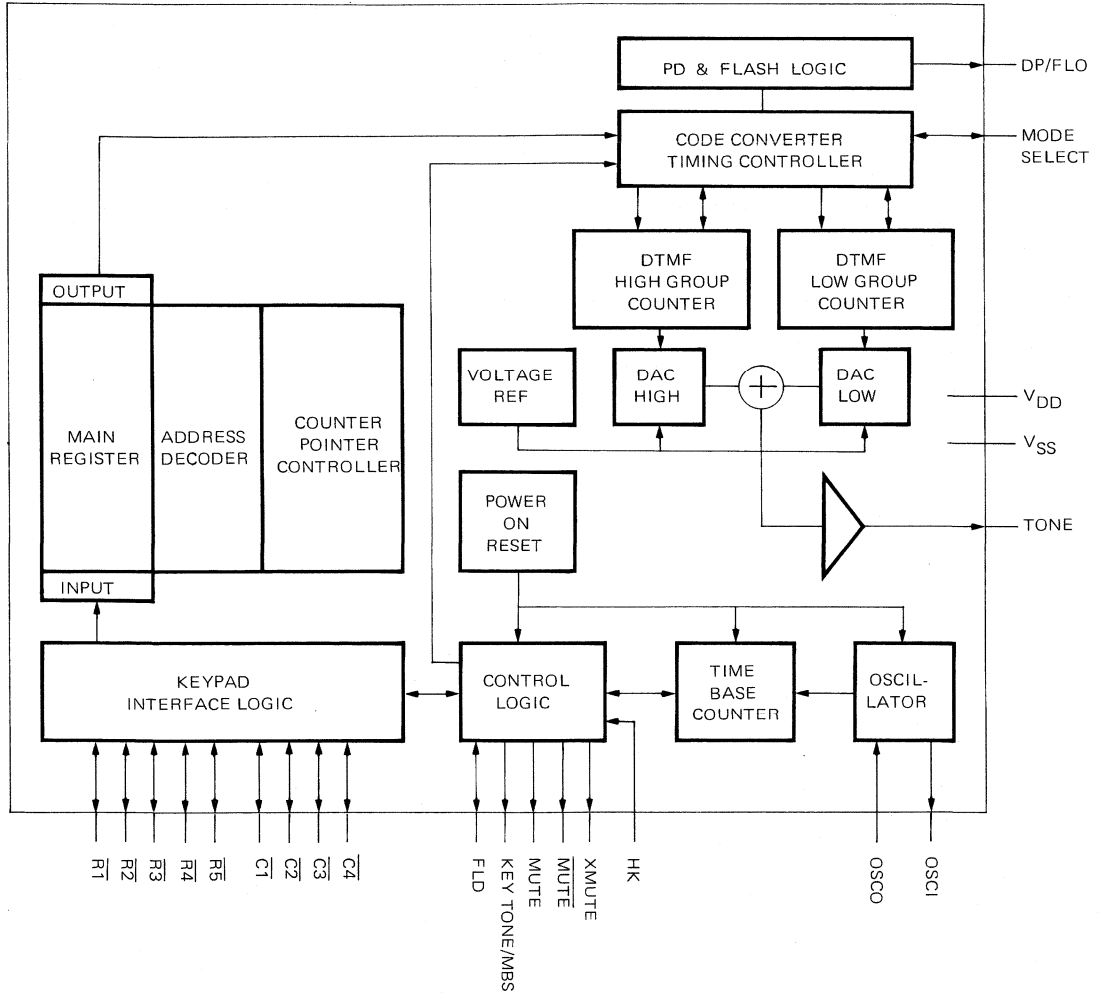 PD & FLASH LOGIC
DP/FLO
CODE CONVERTER
TIMING CONTROLLER
MODE
SELECT
DTMF
HIGH GROUP
COUNTER
DTMF
LOW GROUP
COUNTER
OUTPUT
MAIN
REGISTER
ADDRESS
DECODER
COUNTER
POINTER
CONTROLLER
VOLTAGE
REF
DAC
HIGH
+
DAC
LOW
VDD
VSS
POWER
ON
RESET
TONE
INPUT
KEYPAD
INTERFACE LOGIC
CONTROL
LOGIC
TIME
BASE
COUNTER
OSCIL-
LATOR
R1
R2
R3
R4
R5
C1
C2
C3
C4
FLD
KEY TONE/MBS
MUTE
MUTE
XMUTE
HK
OSCO
OSCI